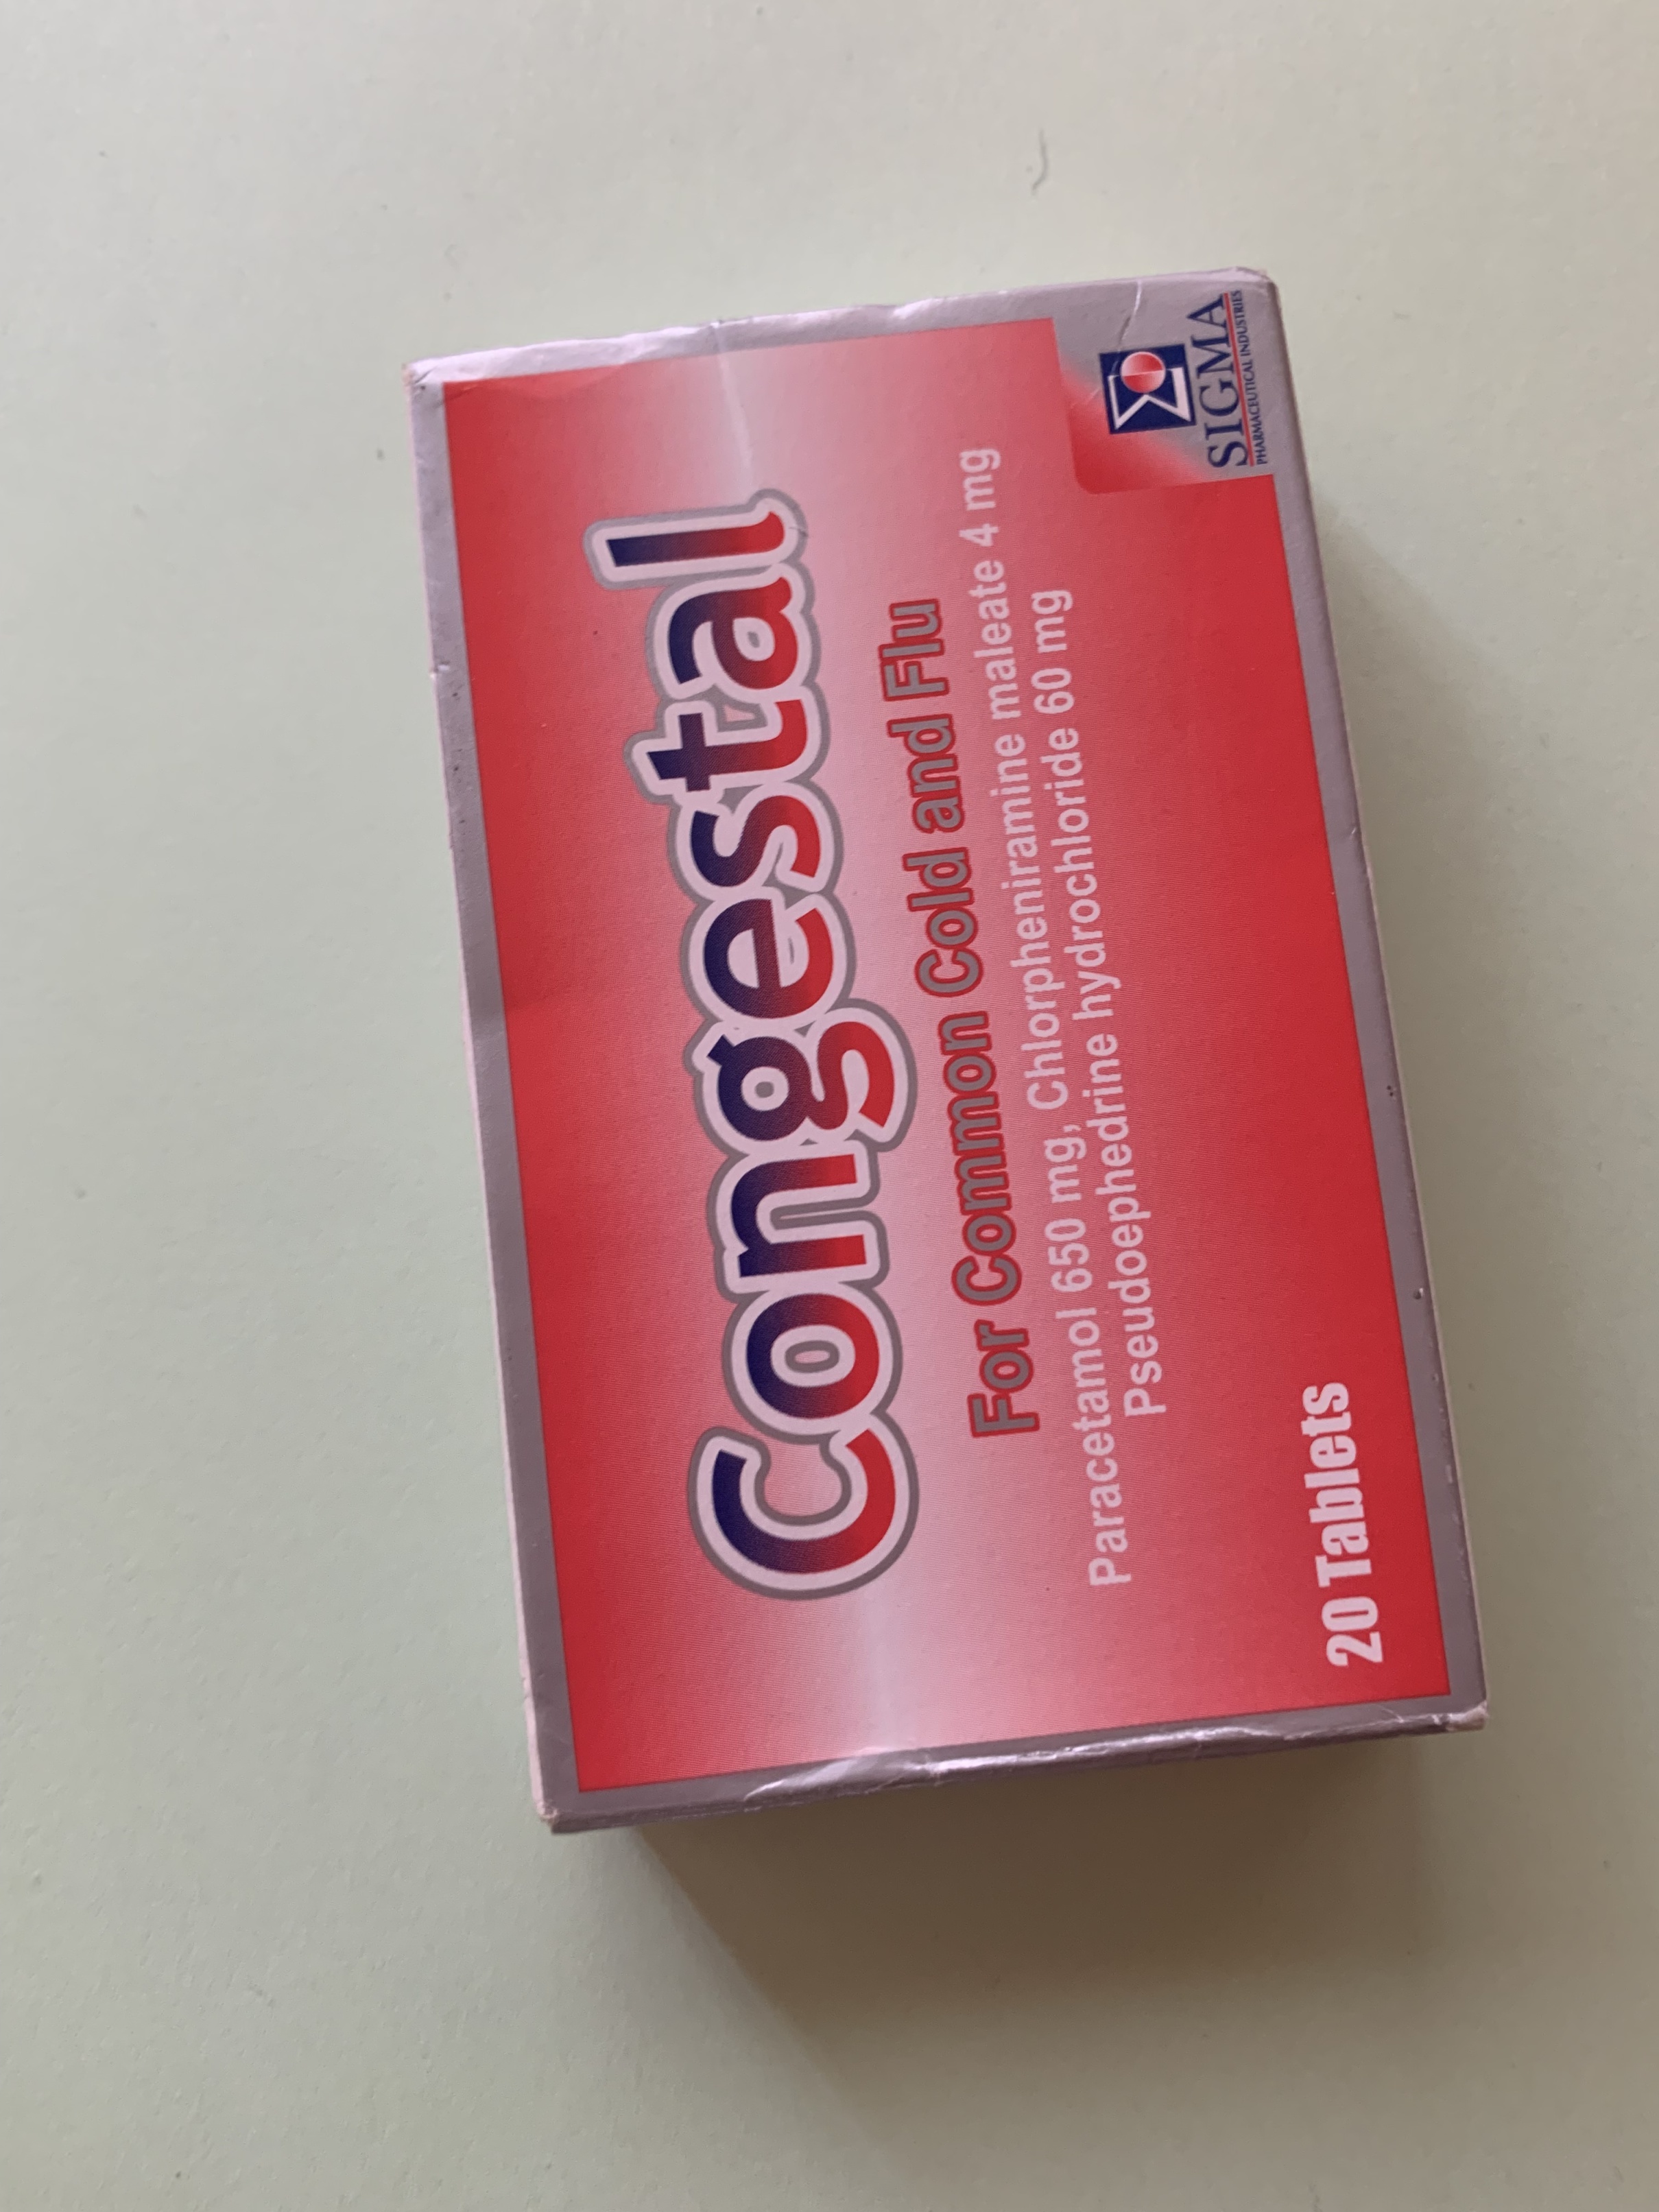 Congestal
For Common Cold and Flu
Paracetamol 650 mg, Chlorpheniramine maleate 4 mg
Pseudoephedrine hydrochloride 60 mg
20 Tablets
SIGMA
PHARMACEUTICAL INDUSTRIES